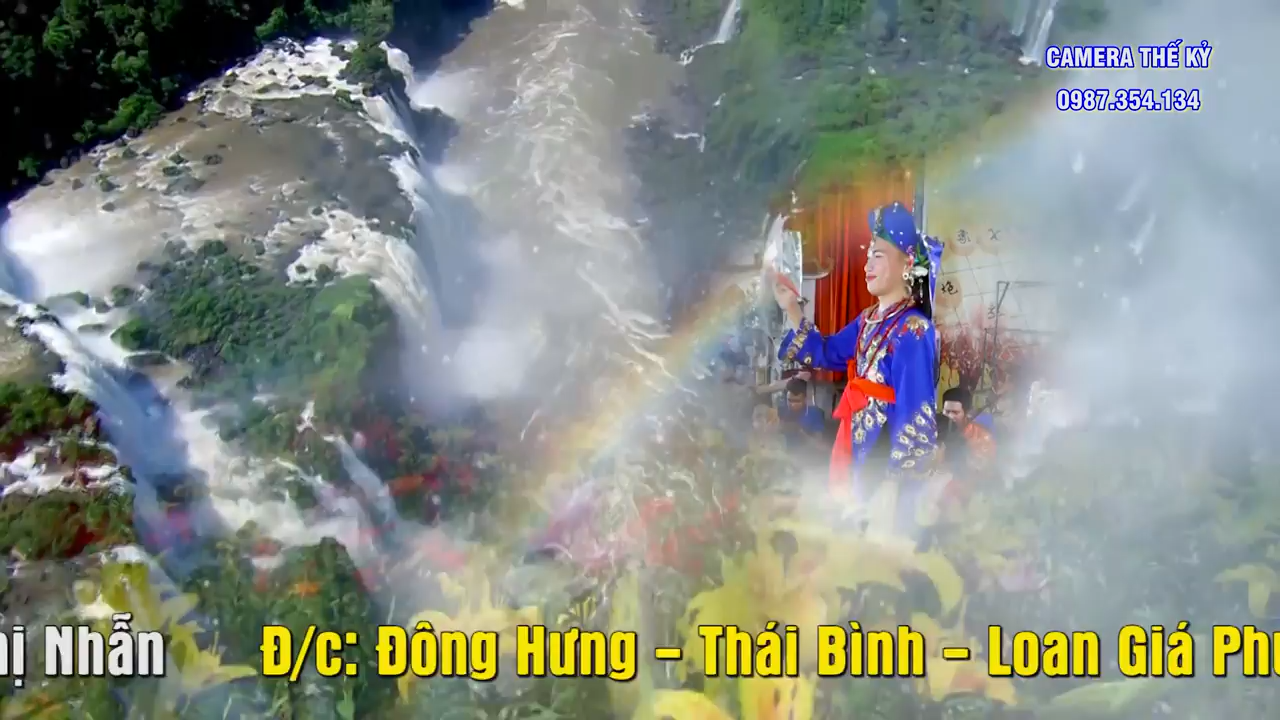 CAMERA THẾ KỶ
0987.354.134
Nhẫn Đ/c: Đông Hưng – Thái Bình – Loan Giá